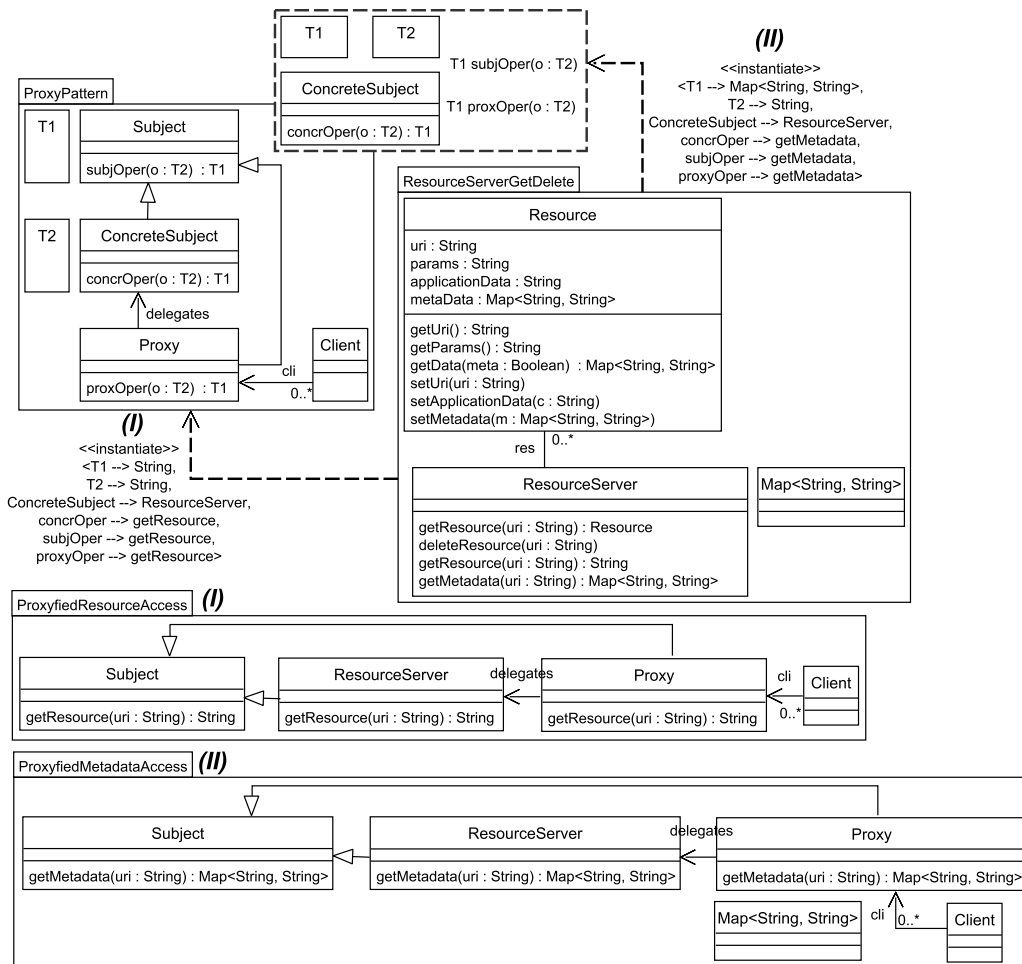 T1
T2
T1 subjOper(o : T2)
ConcreteSubject
T1 proxOper(o : T2)
concrOper(o : T2) : T1
(II)
<<instantiate>>
<T1 --> Map<String, String>,
T2 --> String,
ConcreteSubject --> ResourceServer,
concrOper --> getMetadata,
subjOper --> getMetadata,
proxyOper --> getMetadata>
ProxyPattern
T1
Subject
subjOper(o : T2) : T1
T2
ConcreteSubject
concrOper(o : T2) : T1
delegates
Proxy
proxOper(o : T2) : T1
Client
cli
0..*
(I)
<<instantiate>>
<T1 --> String,
T2 --> String,
ConcreteSubject --> ResourceServer,
concrOper --> getResource,
subjOper --> getResource,
proxyOper --> getResource>
ResourceServerGetDelete
Resource
uri : String
params : String
applicationData : String
metaData : Map<String, String>
getUri() : String
getParams() : String
getData(meta : Boolean) : Map<String, String>
setUri(uri : String)
setApplicationData(c : String)
setMetadata(m : Map<String, String>)
res
0..*
ResourceServer
getResource(uri : String) : Resource
deleteResource(uri : String)
getResource(uri : String) : String
getMetadata(uri : String) : Map<String, String>
Map<String, String>
ProxyfiedResourceAccess
(I)
Subject
getResource(uri : String) : String
ResourceServer
getResource(uri : String) : String
delegates
Proxy
getResource(uri : String) : String
cli
0..*
Client
ProxyfiedMetadataAccess
(II)
Subject
getMetadata(uri : String) : Map<String, String>
ResourceServer
getMetadata(uri : String) : Map<String, String>
delegates
Proxy
getMetadata(uri : String) : Map<String, String>
Map<String, String>
cli
0..*
Client